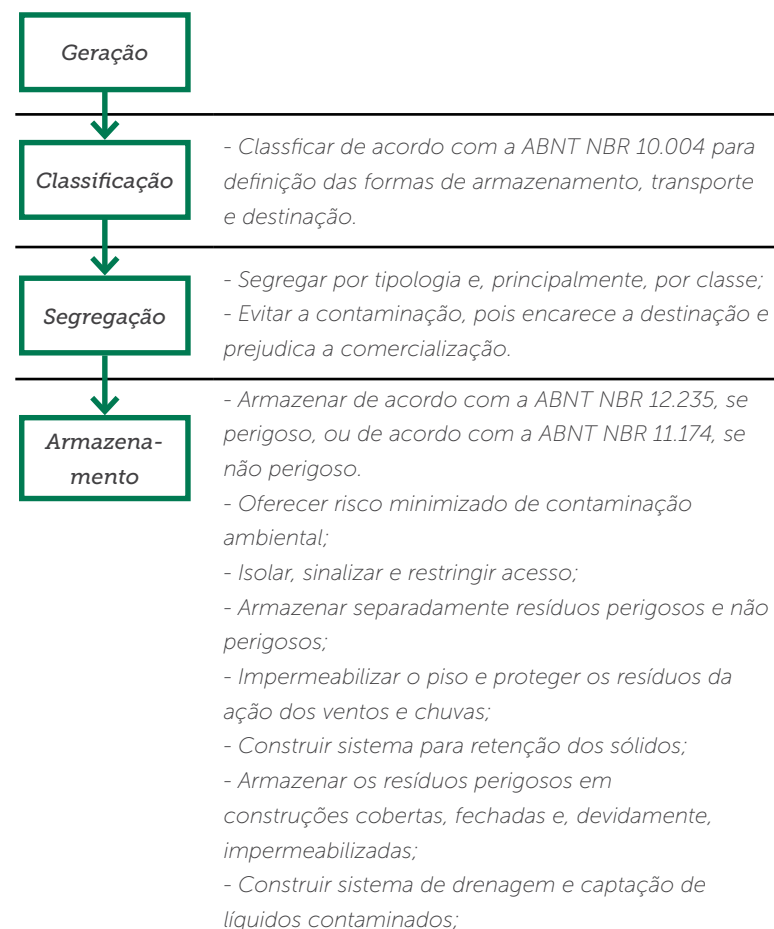 Geração
Classificação
- Classficar de acordo com a ABNT NBR 10.004 para
definição das formas de armazenamento, transporte
e destinação.
Segregação
- Segregar por tipologia e, principalmente, por classe;
- Evitar a contaminação, pois encarece a destinação e
prejudica a comercialização.
Armazena-
mento
- Armazenar de acordo com a ABNT NBR 12.235, se
perigoso, ou de acordo com a ABNT NBR 11.174, se
não perigoso.
- Oferecer risco minimizado de contaminação
ambiental;
- Isolar, sinalizar e restringir acesso;
- Armazenar separadamente resíduos perigosos e não
perigosos;
- Impermeabilizar o piso e proteger os resíduos da
ação dos ventos e chuvas;
- Construir sistema para retenção dos sólidos;
- Armazenar os resíduos perigosos em
construções cobertas, fechadas e, devidamente,
impermeabilizadas;
- Construir sistema de drenagem e captação de
líquidos contaminados;